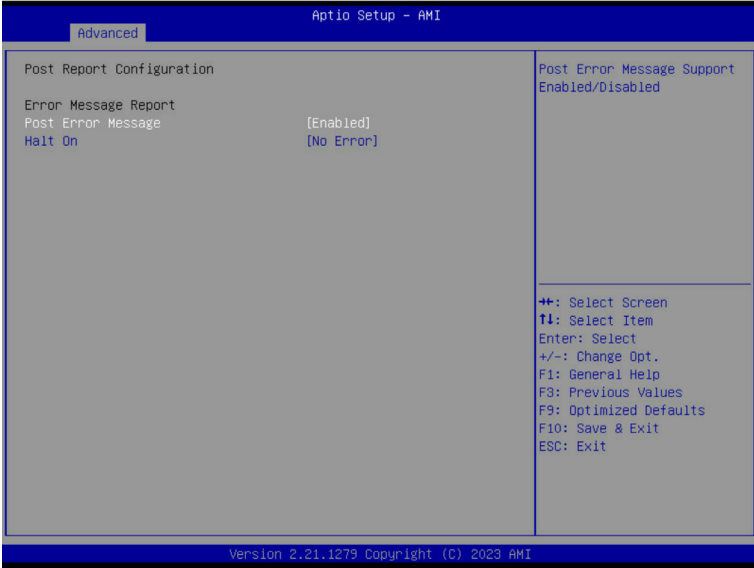 Aptio Setup – AMI
Advanced
Post Report Configuration
Error Message Report
Post Error Message [Enabled]
Halt On [No Error]
Post Error Message Support
Enabled/Disabled
→←: Select Screen
↑↓: Select Item
Enter: Select
+/-: Change Opt.
F1: General Help
F3: Previous Values
F9: Optimized Defaults
F10: Save & Exit
ESC: Exit
Version 2.21.1279 Copyright (C) 2023 AMI